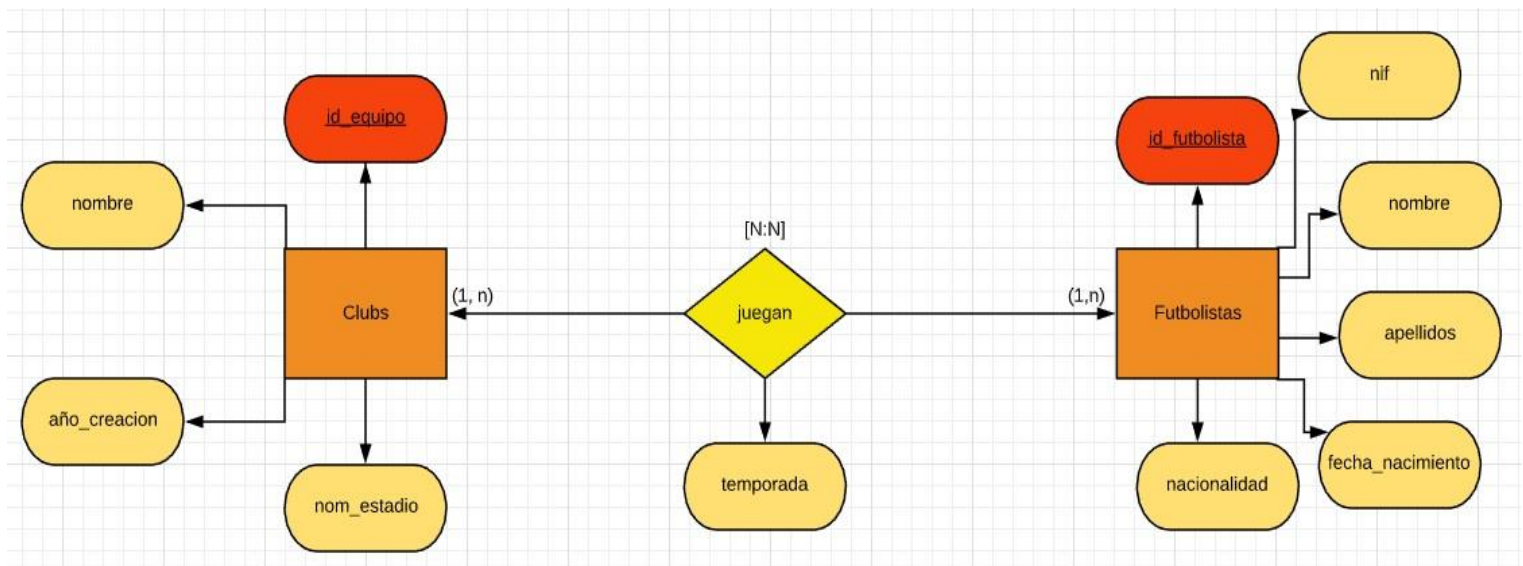 nif
id_equipo
id_futbolista
nombre
nombre
[N:N]
(1, n)
(1,n)
Clubs
juegan
Futbolistas
apellidos
año_creacion
fecha_nacimiento
temporada
nacionalidad
nom_estadio